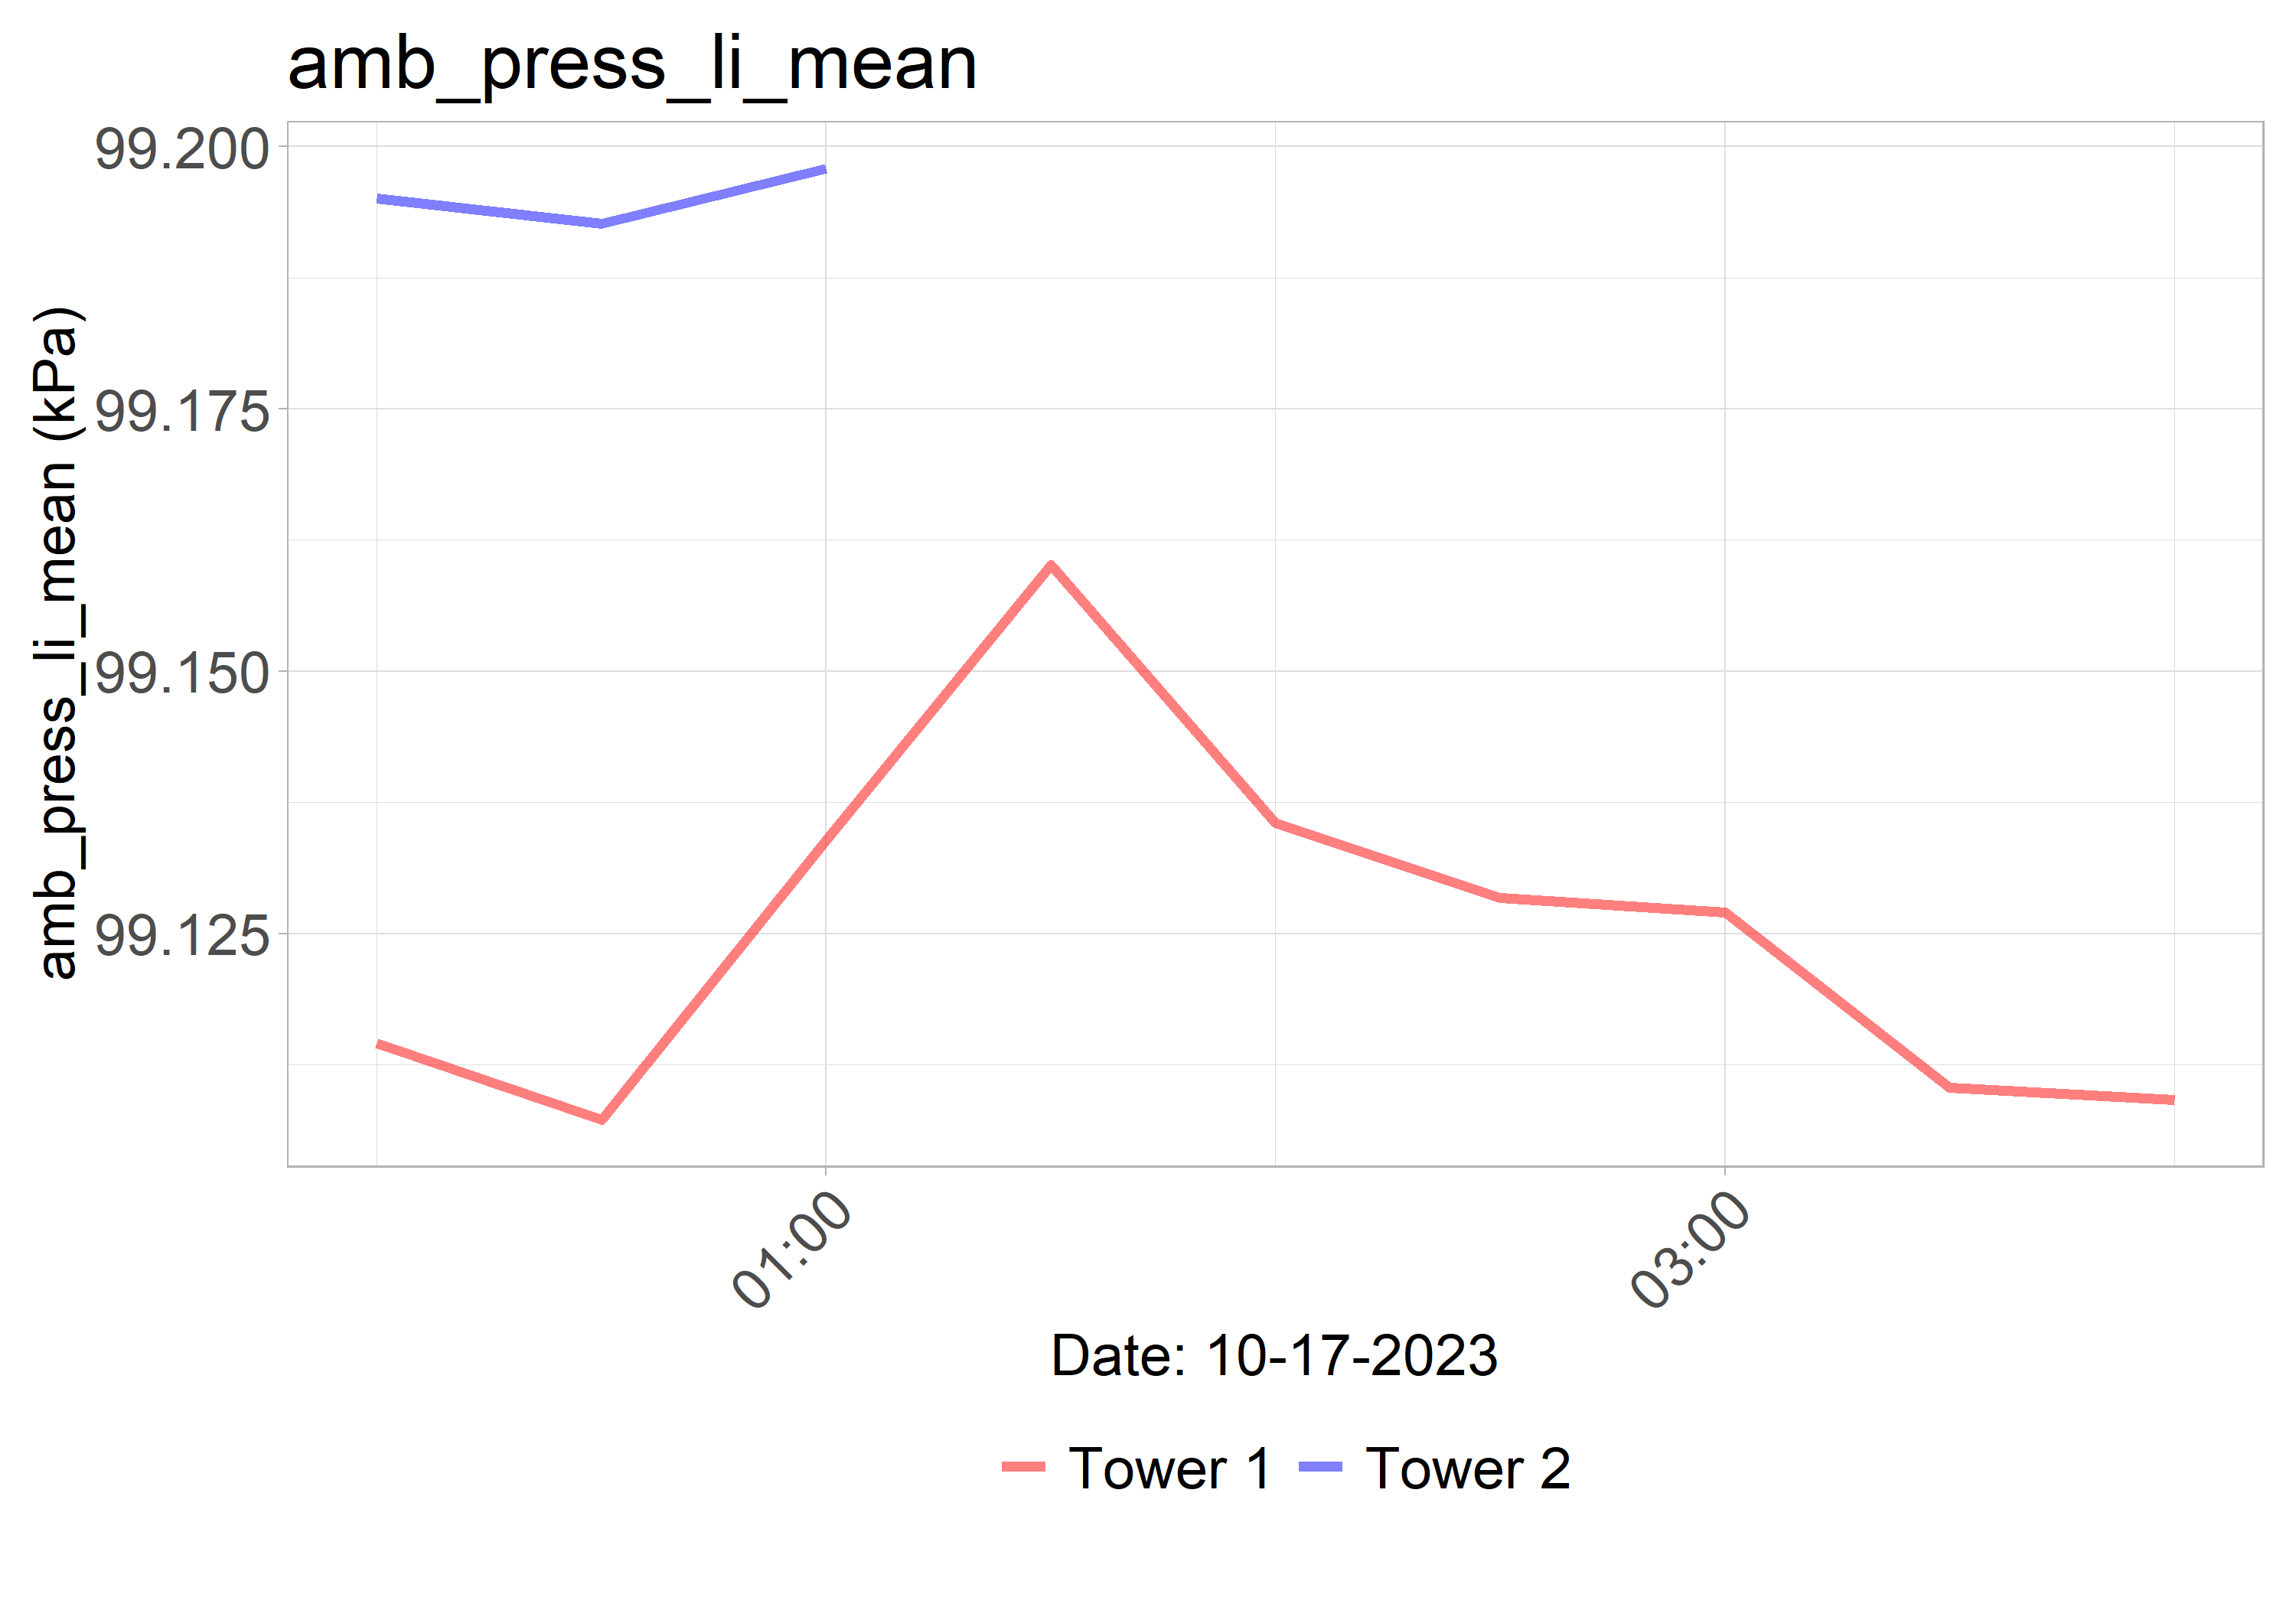 amb_press_li_mean
amb_press_li_mean (kPa)
99.200
99.175
99.150
99.125
01:00
03:00
Date: 10-17-2023
Tower 1
Tower 2